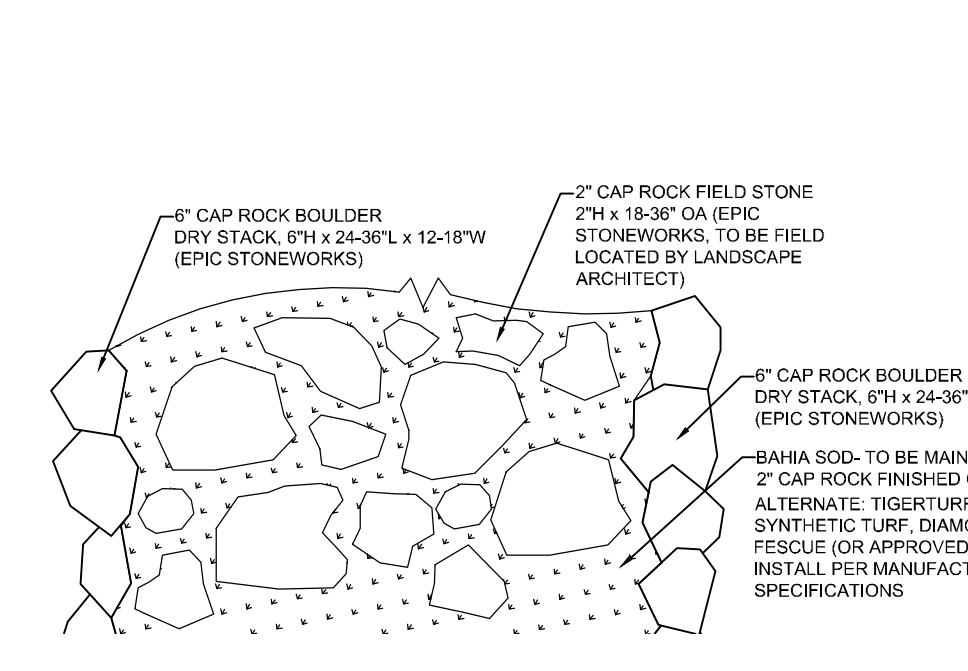 6" CAP ROCK BOULDER
DRY STACK, 6"H x 24-36"L x 12-18"W
(EPIC STONEWORKS)
2" CAP ROCK FIELD STONE
2"H x 18-36" OA (EPIC
STONEWORKS, TO BE FIELD
LOCATED BY LANDSCAPE
ARCHITECT)
6" CAP ROCK BOULDER
DRY STACK, 6"H x 24-36"
(EPIC STONEWORKS)
BAHIA SOD- TO BE MAIN
2" CAP ROCK FINISHED
ALTERNATE: TIGERTURF
SYNTHETIC TURF, DIAMO
FESCUE (OR APPROVED
INSTALL PER MANUFACT
SPECIFICATIONS